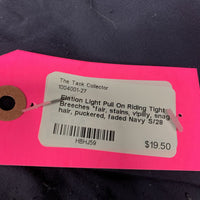 The Tack Collector
1004001-27
Elation Light Pull On Riding Tight
Breeches *fair, stains, v/pilly, snag
hair, puckered, faded Navy S/28
HBHJ59
$19.50